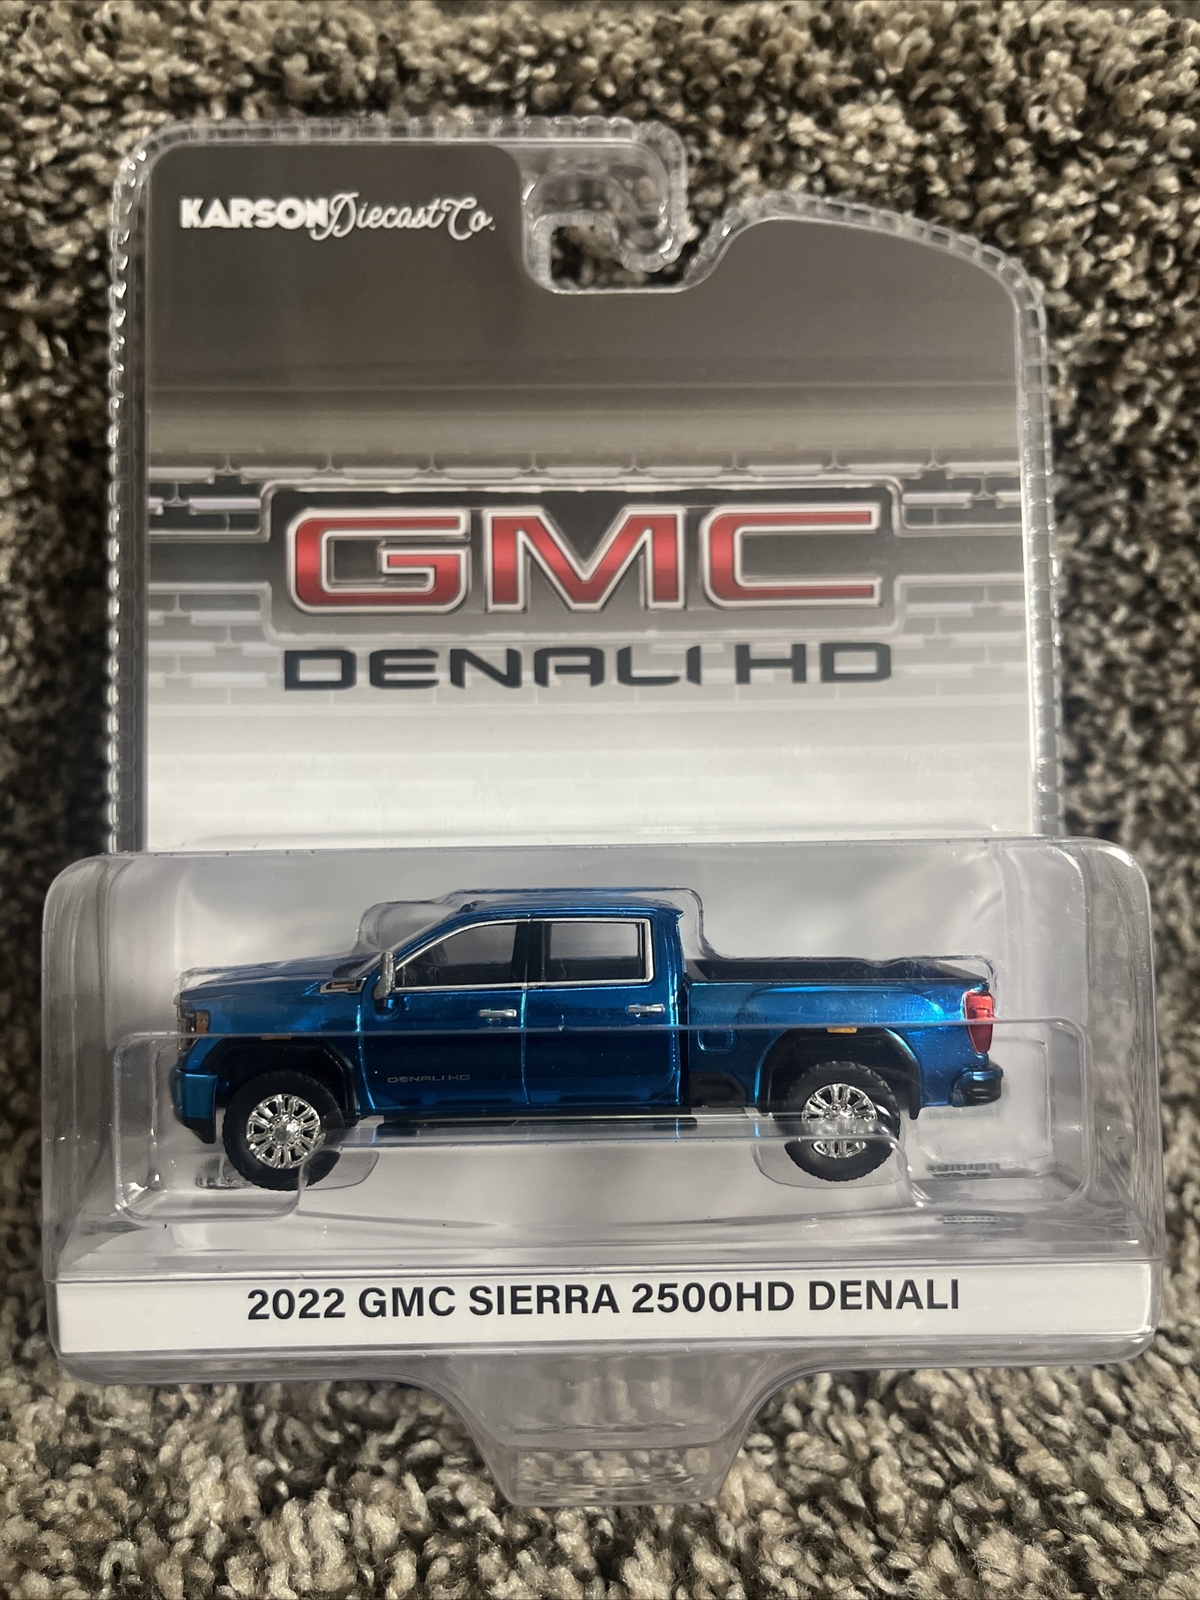 KARSON Diecast Co.
GMC
DENALI HD
DENALI HD
2022 GMC SIERRA 2500HD DENALI